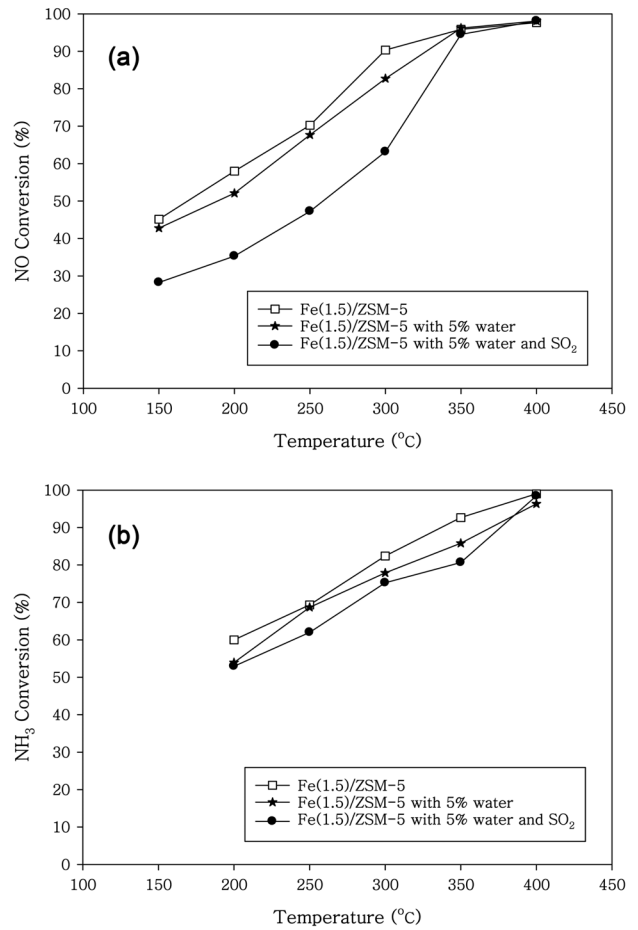 (a)
NO Conversion (%)
100
90
80
70
60
50
40
30
20
10
0
Fe(1.5)/ZSM-5
Fe(1.5)/ZSM-5 with 5% water
Fe(1.5)/ZSM-5 with 5% water and SO₂
100 150 200 250 300 350 400 450
Temperature (°C)
(b)
NH₃ Conversion (%)
100
90
80
70
60
50
40
30
20
10
0
Fe(1.5)/ZSM-5
Fe(1.5)/ZSM-5 with 5% water
Fe(1.5)/ZSM-5 with 5% water and SO₂
100 150 200 250 300 350 400 450
Temperature (°C)